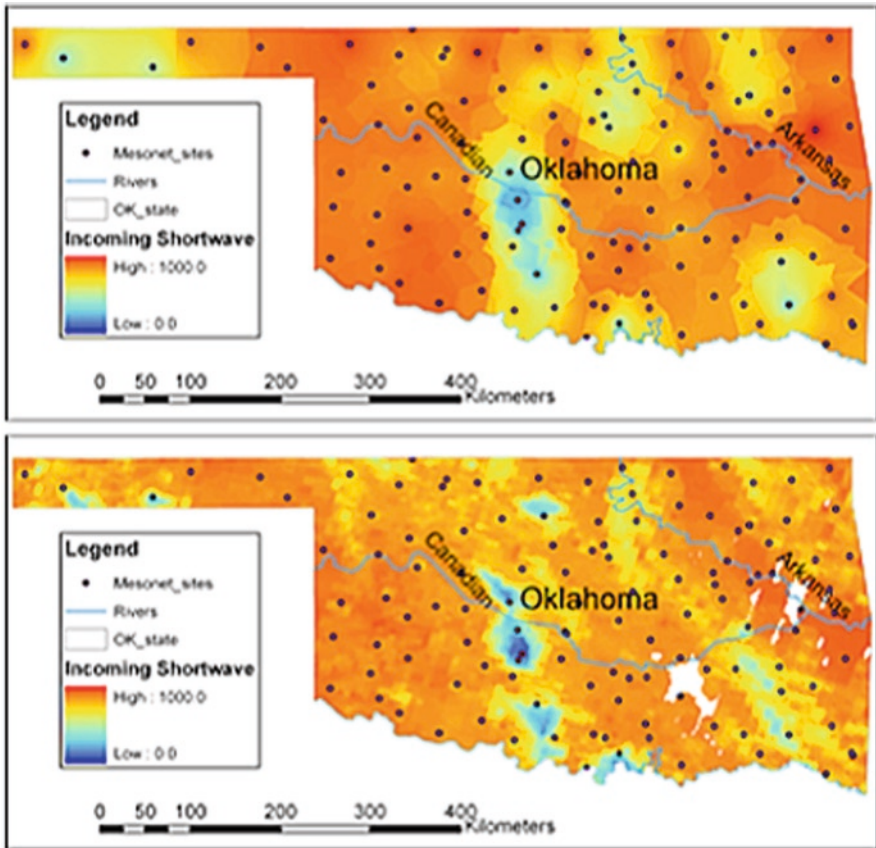 Legend
Mesonet_sites
Rivers
OK_state
Incoming Shortwave
High : 1000.0
Low : 0.0
Canadian
Oklahoma
Arkansas
0 50 100 200 300 400
Kilometers
Legend
Mesonet_sites
Rivers
OK_state
Incoming Shortwave
High : 1000.0
Low : 0.0
Canadian
Oklahoma
Arkansas
0 50 100 200 300 400
Kilometers